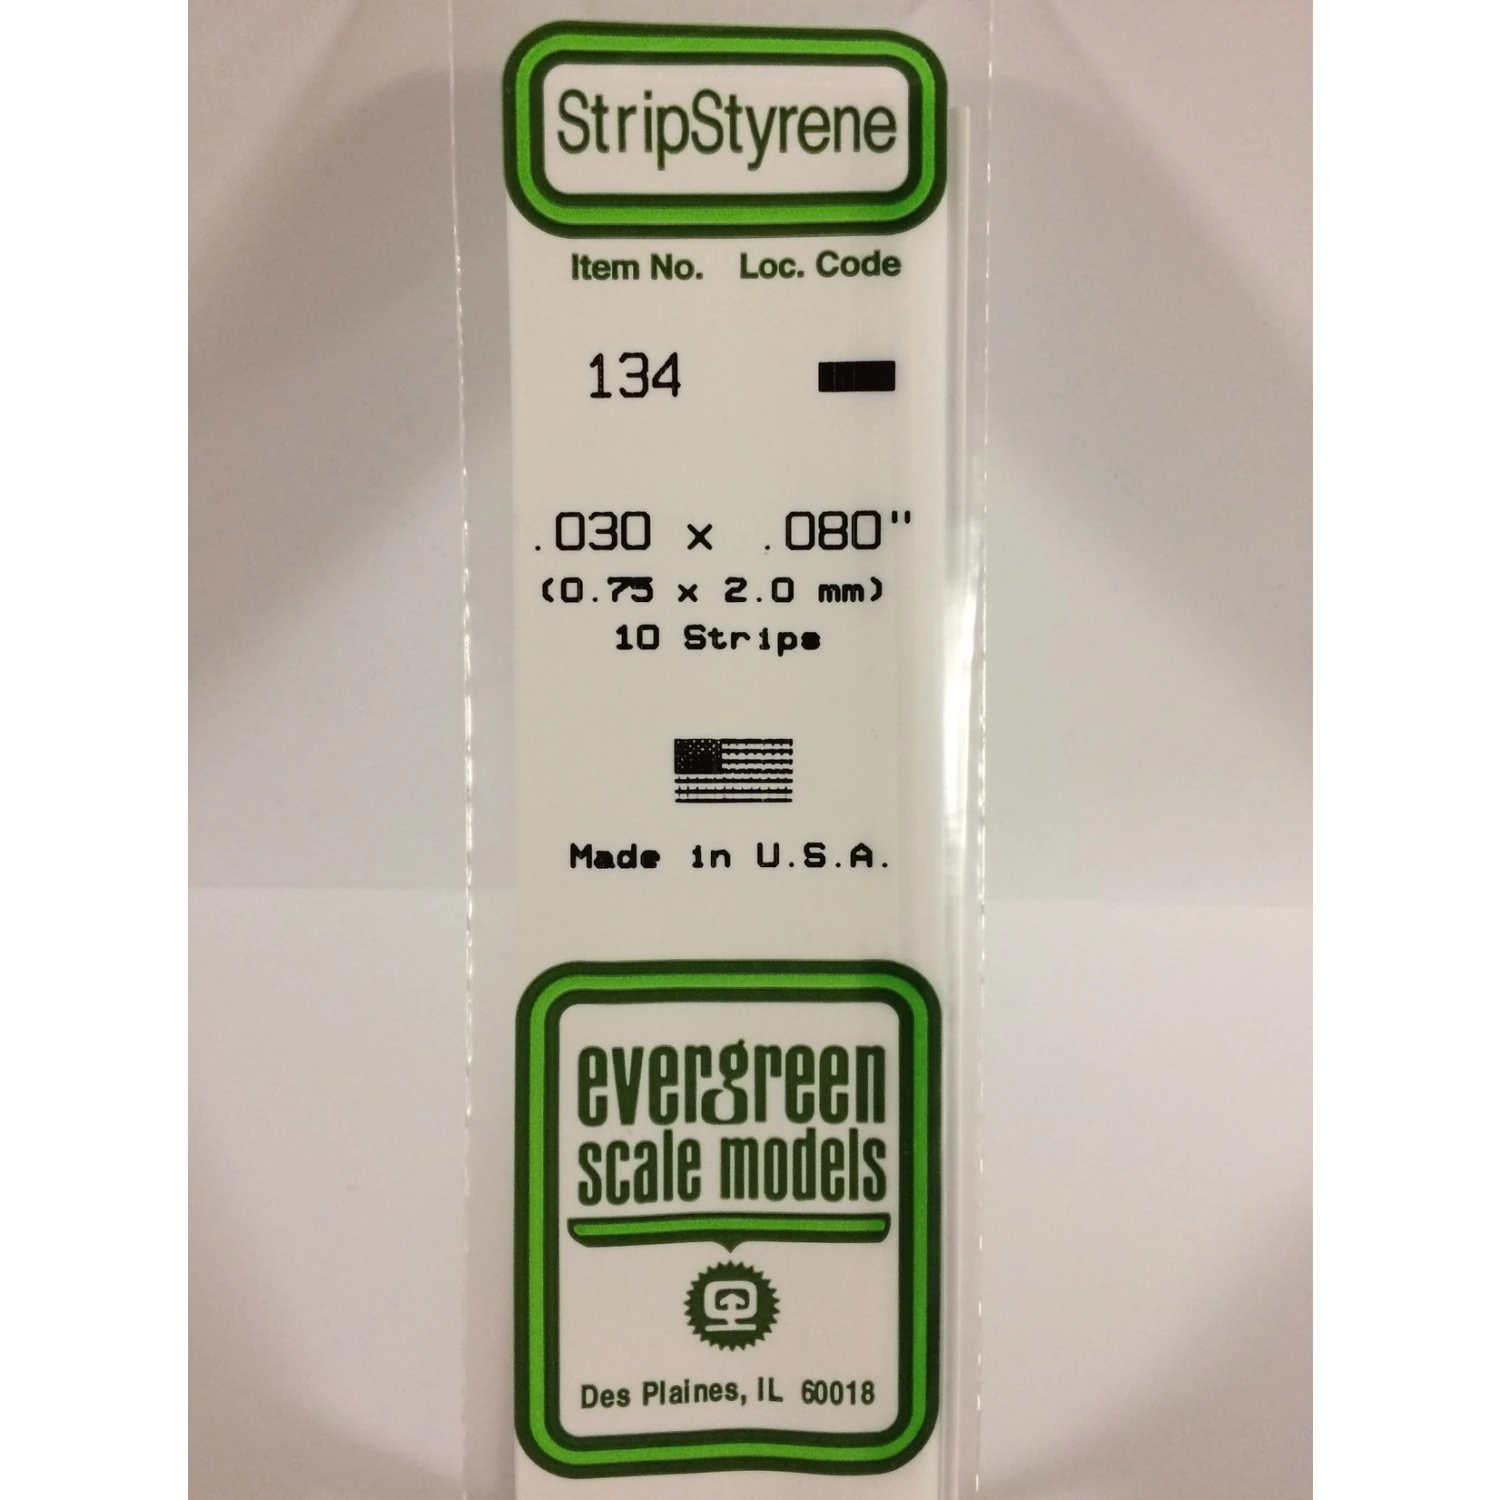 StripStyrene
Item No. Loc. Code
134
.030 x .080"
(0.75 x 2.0 mm)
10 Strips
Made in U.S.A.
evergreen
scale models
Des Plaines, IL 60018